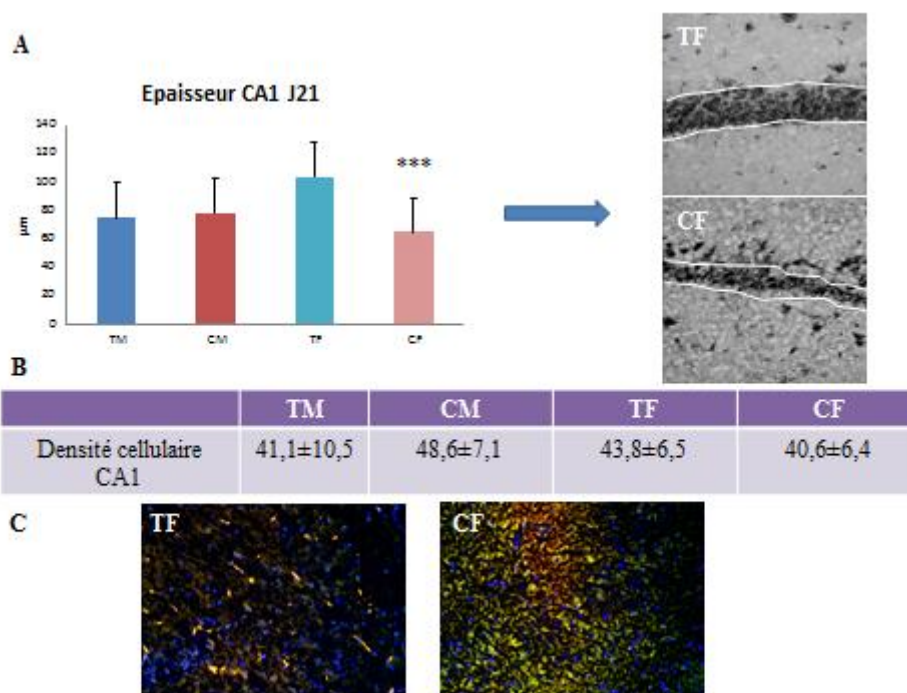 A
TF
Epaisseur CA1 J21
140
120
100
80
60
40
20
0
µm
***
TM
CM
TF
CF
CF
B
TM CM TF CF
Densité cellulaire 41,1±10,5 48,6±7,1 43,8±6,5 40,6±6,4
CA1
C
TF
CF